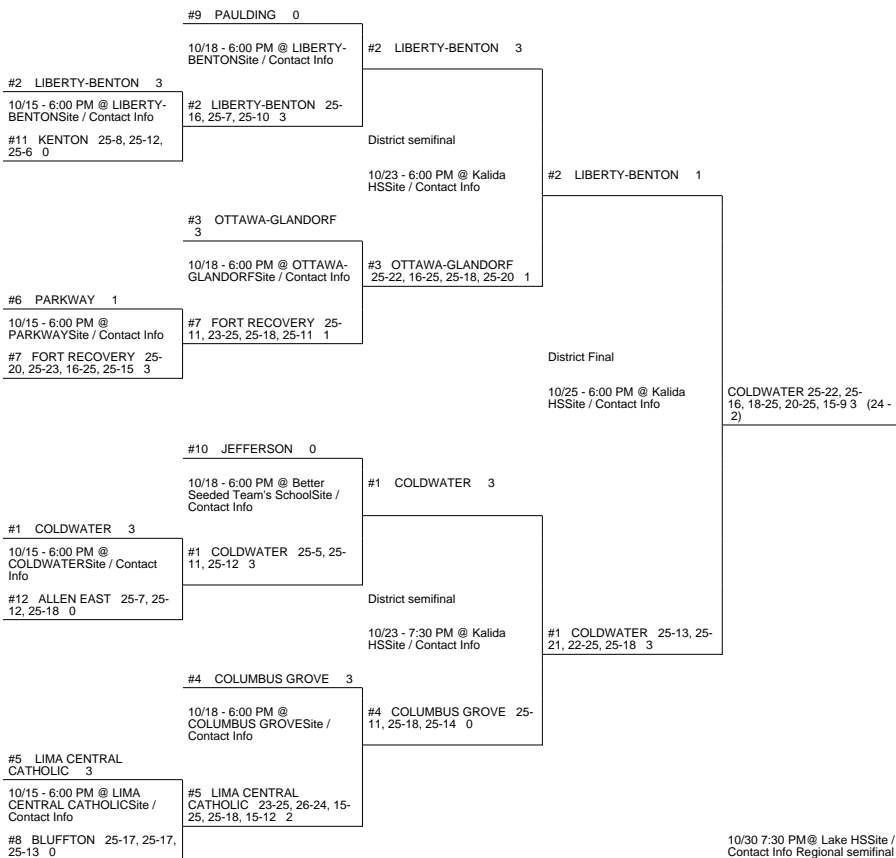 #9 PAULDING 0
10/18 - 6:00 PM @ LIBERTY-
BENTONSite / Contact Info
#2 LIBERTY-BENTON 3
#2 LIBERTY-BENTON 3
10/15 - 6:00 PM @ LIBERTY-
BENTONSite / Contact Info
#2 LIBERTY-BENTON 25-
16, 25-7, 25-10 3
#11 KENTON 25-8, 25-12,
25-6 0
District semifinal
10/23 - 6:00 PM @ Kalida
HSSite / Contact Info
#2 LIBERTY-BENTON 1
#3 OTTAWA-GLANDORF
3
10/18 - 6:00 PM @ OTTAWA-
GLANDORFSite / Contact Info
#3 OTTAWA-GLANDORF
25-22, 16-25, 25-18, 25-20 1
#6 PARKWAY 1
10/15 - 6:00 PM @
PARKWAYSite / Contact Info
#7 FORT RECOVERY 25-
11, 23-25, 25-18, 25-11 1
#7 FORT RECOVERY 25-
20, 25-23, 16-25, 25-15 3
District Final
10/25 - 6:00 PM @ Kalida
HSSite / Contact Info
COLDWATER 25-22, 25-
16, 18-25, 20-25, 15-9 3 (24 -
2)
#10 JEFFERSON 0
10/18 - 6:00 PM @ Better
Seeded Team's SchoolSite /
Contact Info
#1 COLDWATER 3
#1 COLDWATER 3
10/15 - 6:00 PM @
COLDWATERSite / Contact
Info
#1 COLDWATER 25-5, 25-
11, 25-12 3
#12 ALLEN EAST 25-7, 25-
12, 25-18 0
District semifinal
10/23 - 7:30 PM @ Kalida
HSSite / Contact Info
#1 COLDWATER 25-13, 25-
21, 22-25, 25-18 3
#4 COLUMBUS GROVE 3
10/18 - 6:00 PM @
COLUMBUS GROVESite /
Contact Info
#4 COLUMBUS GROVE 25-
11, 25-18, 25-14 0
#5 LIMA CENTRAL
CATHOLIC 3
10/15 - 6:00 PM @ LIMA
CENTRAL CATHOLICSite /
Contact Info
#5 LIMA CENTRAL
CATHOLIC 23-25, 26-24, 15-
25, 25-18, 15-12 2
#8 BLUFFTON 25-17, 25-17,
25-13 0
10/30 7:30 PM@ Lake HSSite /
Contact Info Regional semifinal